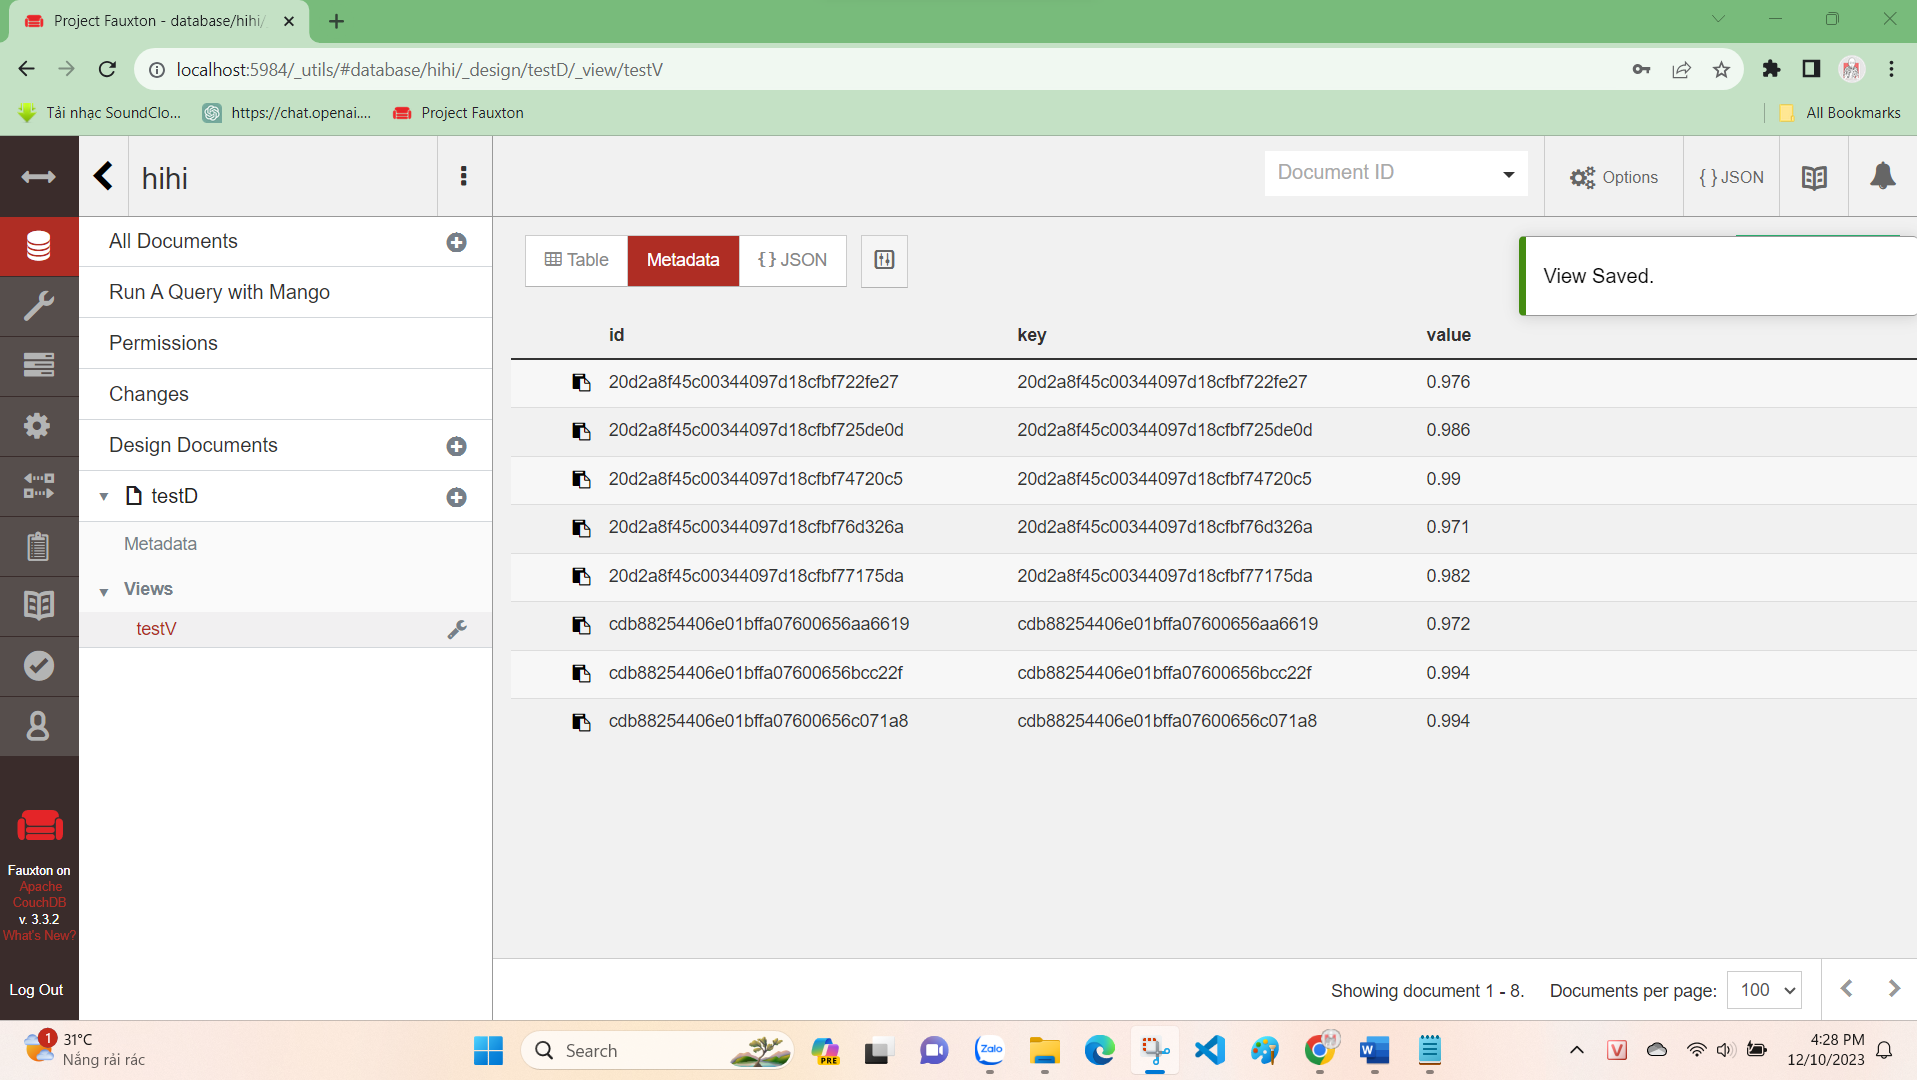 Project Fauxton - database/hihi/
localhost:5984/_utils/#database/hihi/_design/testD/_view/testV
Tải nhạc SoundClo...
https://chat.openai....
Project Fauxton
All Bookmarks
hihi
Document ID
Options
{ } JSON
All Documents
Run A Query with Mango
Permissions
Changes
Design Documents
testD
Metadata
Views
testV
Table
Metadata
{ } JSON
View Saved.
id key value
20d2a8f45c00344097d18cfbf722fe27 20d2a8f45c00344097d18cfbf722fe27 0.976
20d2a8f45c00344097d18cfbf725de0d 20d2a8f45c00344097d18cfbf725de0d 0.986
20d2a8f45c00344097d18cfbf74720c5 20d2a8f45c00344097d18cfbf74720c5 0.99
20d2a8f45c00344097d18cfbf76d326a 20d2a8f45c00344097d18cfbf76d326a 0.971
20d2a8f45c00344097d18cfbf77175da 20d2a8f45c00344097d18cfbf77175da 0.982
cdb88254406e01bffa07600656aa6619 cdb88254406e01bffa07600656aa6619 0.972
cdb88254406e01bffa07600656bcc22f cdb88254406e01bffa07600656bcc22f 0.994
cdb88254406e01bffa07600656c071a8 cdb88254406e01bffa07600656c071a8 0.994
Fauxton on
Apache
CouchDB
v. 3.3.2
What's New?
Log Out
Showing document 1 - 8.
Documents per page: 100
1
31°C
Nắng rải rác
Search
PRE
Zalo
M
W
V
4:28 PM
12/10/2023